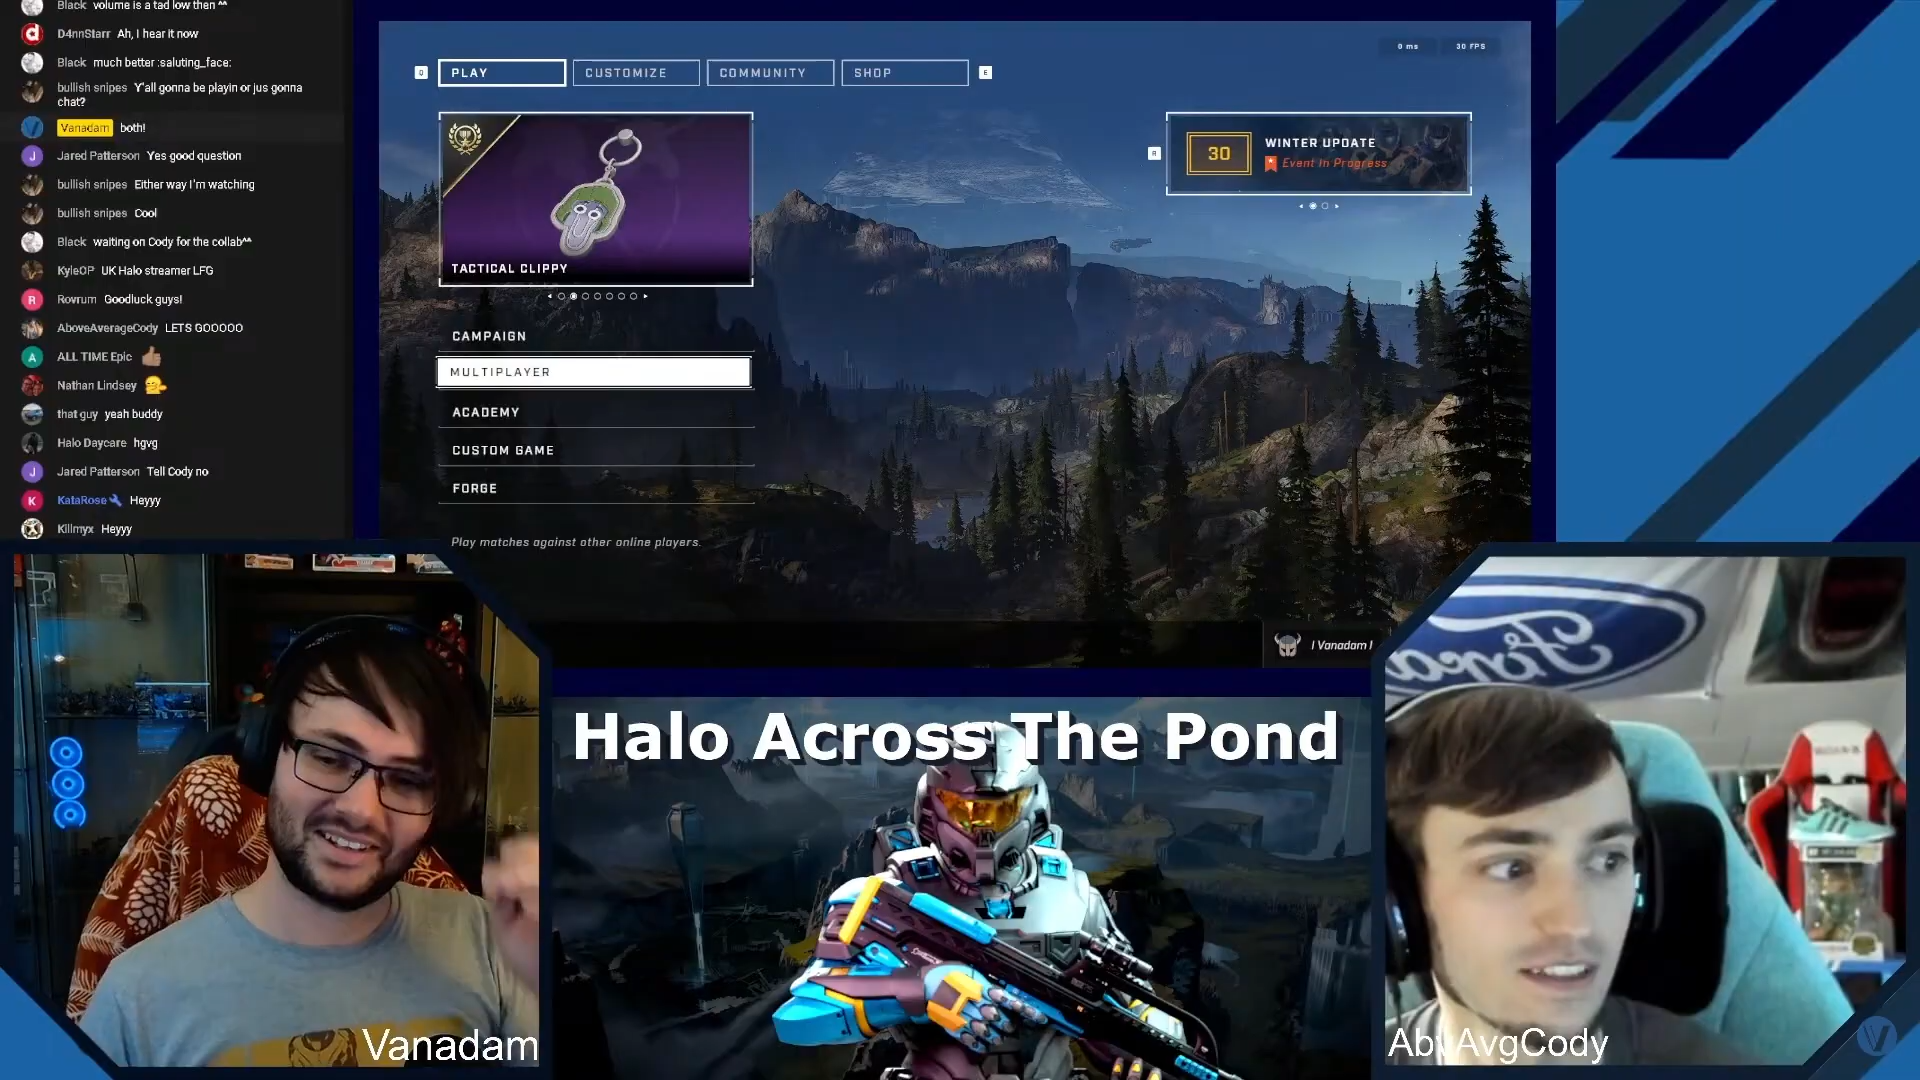 Black volume is a tad low then ^^
D4nnStarr Ah, I hear it now
Black much better :saluting_face:
bullish snipes Y'all gonna be playin or jus gonna
chat?
Vanadam both!
J Jared Patterson Yes good question
bullish snipes Either way I'm watching
bullish snipes Cool
Black waiting on Cody for the collab^^
KyleOP UK Halo streamer LFG
R Rovrum Goodluck guys!
AboveAverageCody LETS GOOOOO
A ALL TIME Epic
Nathan Lindsey
that guy yeah buddy
Halo Daycare hgvg
J Jared Patterson Tell Cody no
K KataRose Heyyy
Killmyx Heyyy
0 ms 30 FPS
Q PLAY CUSTOMIZE COMMUNITY SHOP E
TACTICAL CLIPPY
R 30 WINTER UPDATE
Event In Progress
CAMPAIGN
MULTIPLAYER
ACADEMY
CUSTOM GAME
FORGE
Play matches against other online players.
I Vanadam I
Ford
Halo Across The Pond
Vanadam
AbvAvgCody